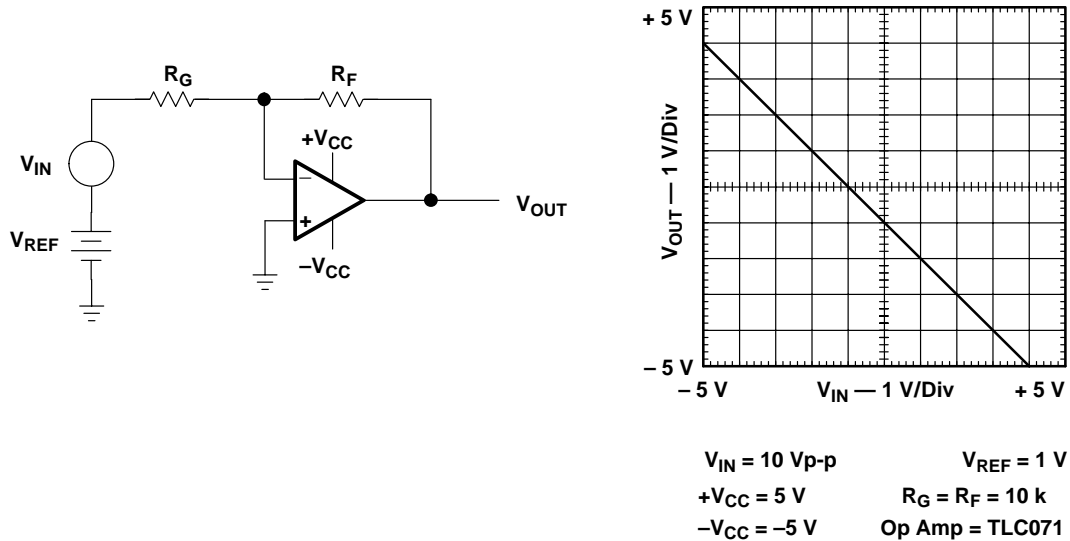 R_G
R_F
+V_CC
V_IN
−
+
V_OUT
V_REF
−V_CC
+ 5 V
V_OUT — 1 V/Div
− 5 V
− 5 V
V_IN — 1 V/Div
+ 5 V
V_IN = 10 Vp-p
V_REF = 1 V
+V_CC = 5 V
R_G = R_F = 10 k
−V_CC = −5 V
Op Amp = TLC071